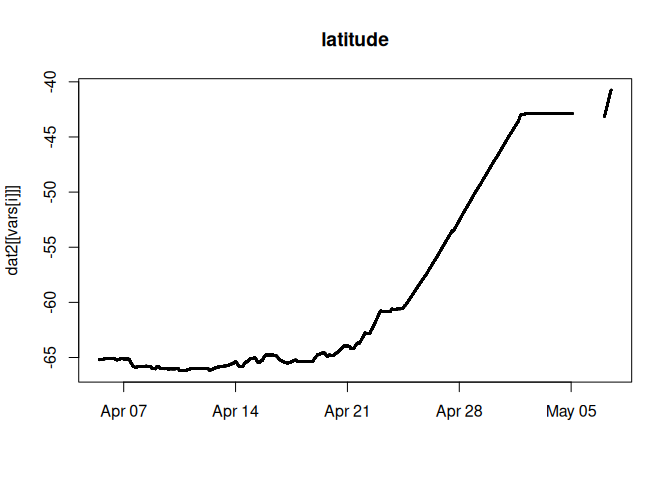 latitude
dat2[[vars[i]]]
-40
-45
-50
-55
-60
-65
Apr 07
Apr 14
Apr 21
Apr 28
May 05